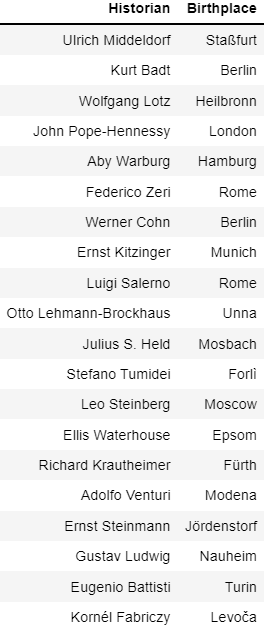 Historian Birthplace
Ulrich Middeldorf Staßfurt
Kurt Badt Berlin
Wolfgang Lotz Heilbronn
John Pope-Hennessy London
Aby Warburg Hamburg
Federico Zeri Rome
Werner Cohn Berlin
Ernst Kitzinger Munich
Luigi Salerno Rome
Otto Lehmann-Brockhaus Unna
Julius S. Held Mosbach
Stefano Tumidei Forlì
Leo Steinberg Moscow
Ellis Waterhouse Epsom
Richard Krautheimer Fürth
Adolfo Venturi Modena
Ernst Steinmann Jördenstorf
Gustav Ludwig Nauheim
Eugenio Battisti Turin
Kornél Fabriczy Levoča